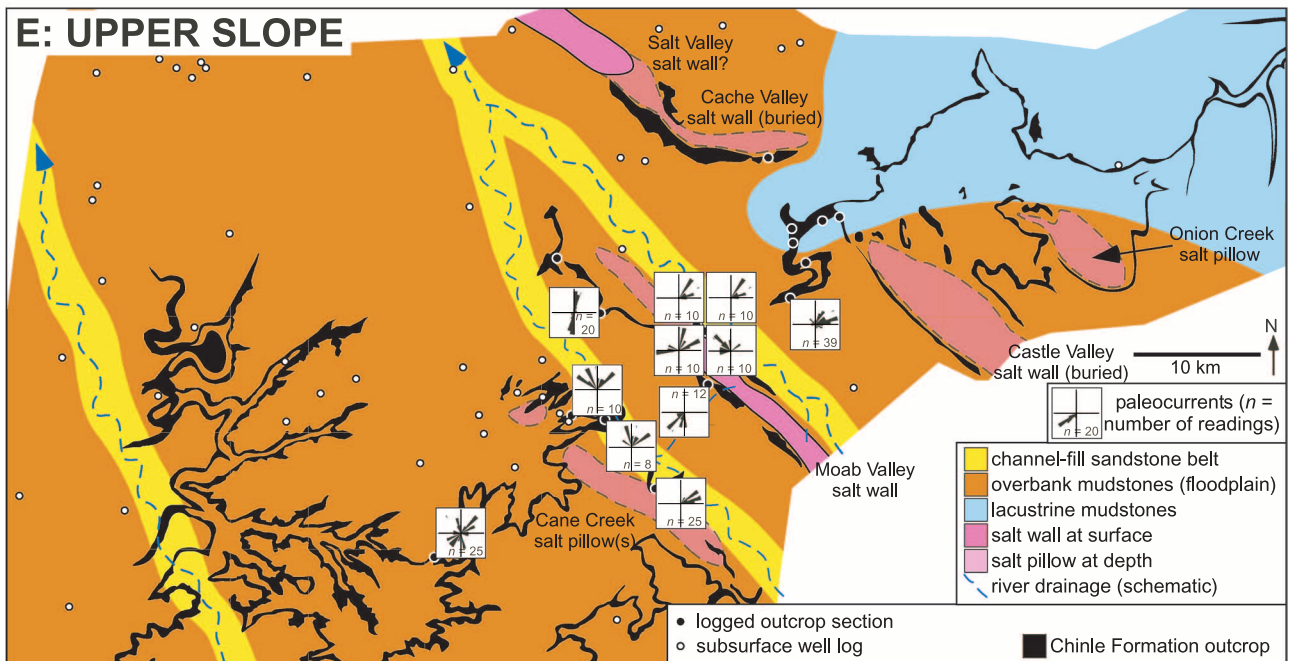 E: UPPER SLOPE
Salt Valley
salt wall?
Cache Valley
salt wall (buried)
Onion Creek
salt pillow
n =
20
n = 10
n = 10
n = 10
n = 10
n = 39
N
10 km
Castle Valley
salt wall (buried)
n = 10
n = 12
n = 8
Moab Valley
salt wall
n = 25
Cane Creek
salt pillow(s)
n = 25
n = 20
paleocurrents (n =
number of readings)
channel-fill sandstone belt
overbank mudstones (floodplain)
lacustrine mudstones
salt wall at surface
salt pillow at depth
river drainage (schematic)
logged outcrop section
subsurface well log
Chinle Formation outcrop